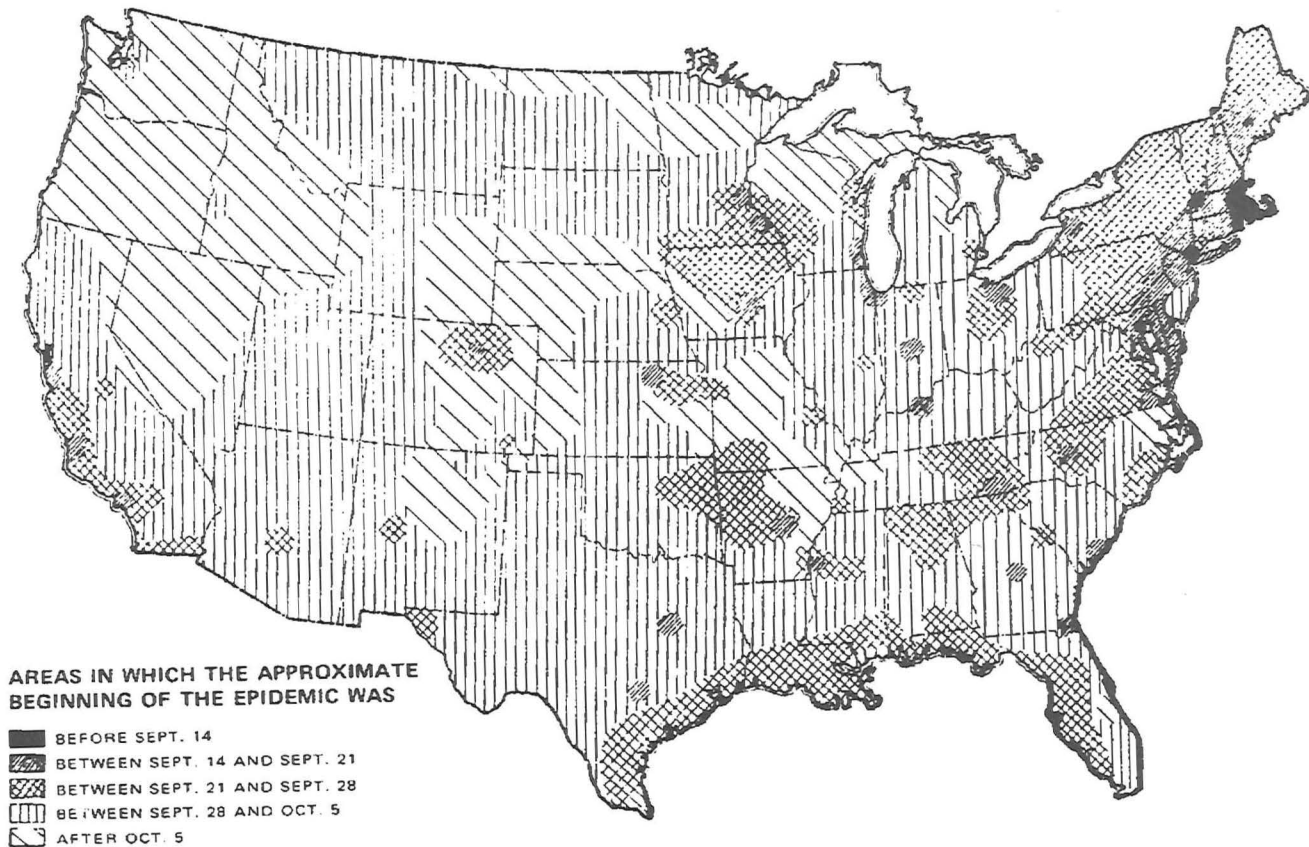 AREAS IN WHICH THE APPROXIMATE
BEGINNING OF THE EPIDEMIC WAS
BEFORE SEPT. 14
BETWEEN SEPT. 14 AND SEPT. 21
BETWEEN SEPT. 21 AND SEPT. 28
BETWEEN SEPT. 28 AND OCT. 5
AFTER OCT. 5